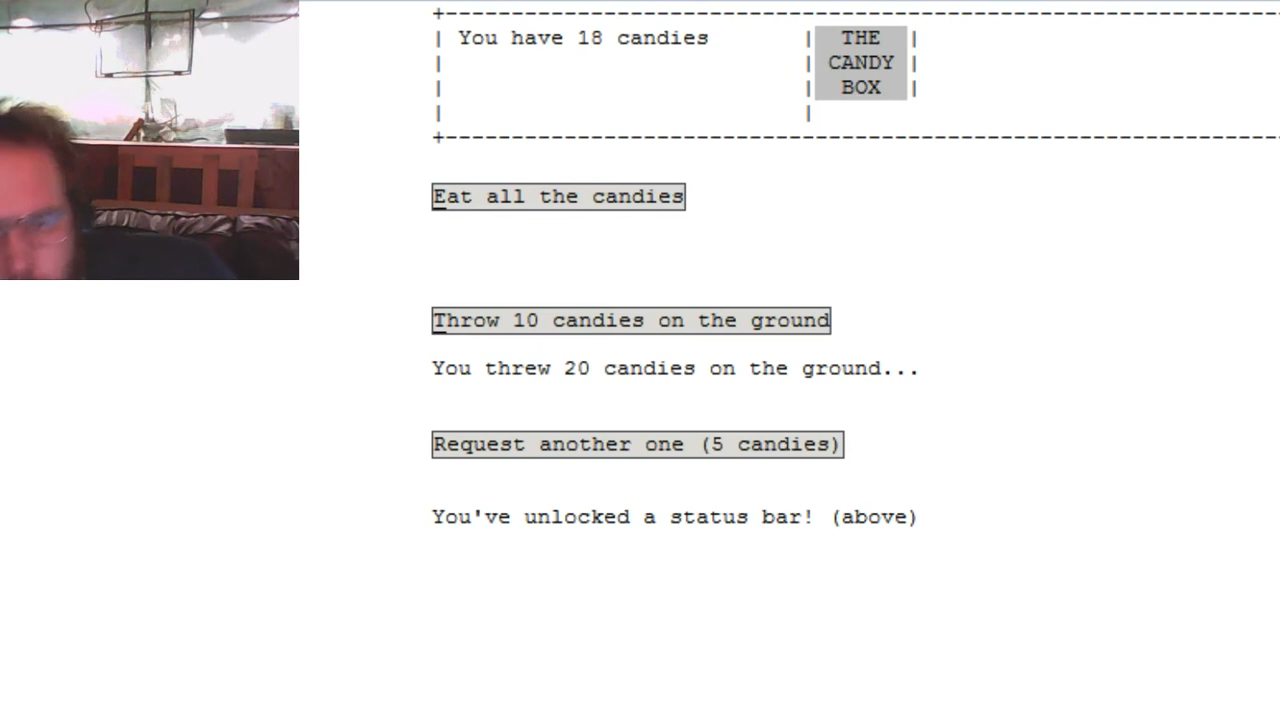 You have 18 candies
THE
CANDY
BOX
Eat all the candies
Throw 10 candies on the ground
You threw 20 candies on the ground...
Request another one (5 candies)
You've unlocked a status bar! (above)